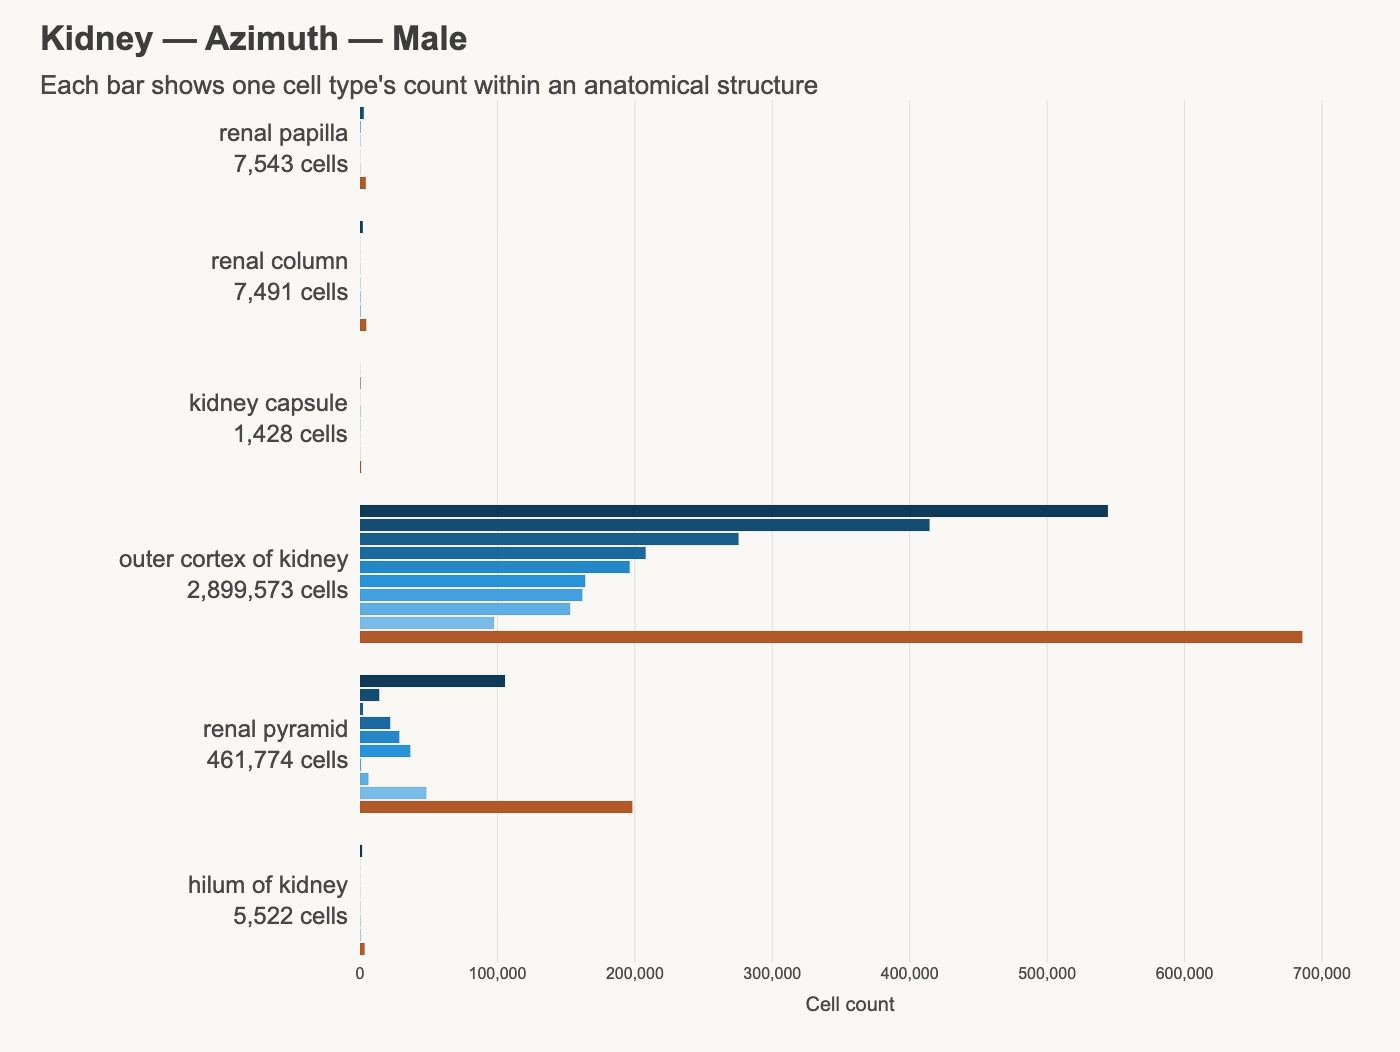 Kidney — Azimuth — Male
Each bar shows one cell type's count within an anatomical structure
renal papilla
7,543 cells
renal column
7,491 cells
kidney capsule
1,428 cells
outer cortex of kidney
2,899,573 cells
renal pyramid
461,774 cells
hilum of kidney
5,522 cells
0 100,000 200,000 300,000 400,000 500,000 600,000 700,000
Cell count